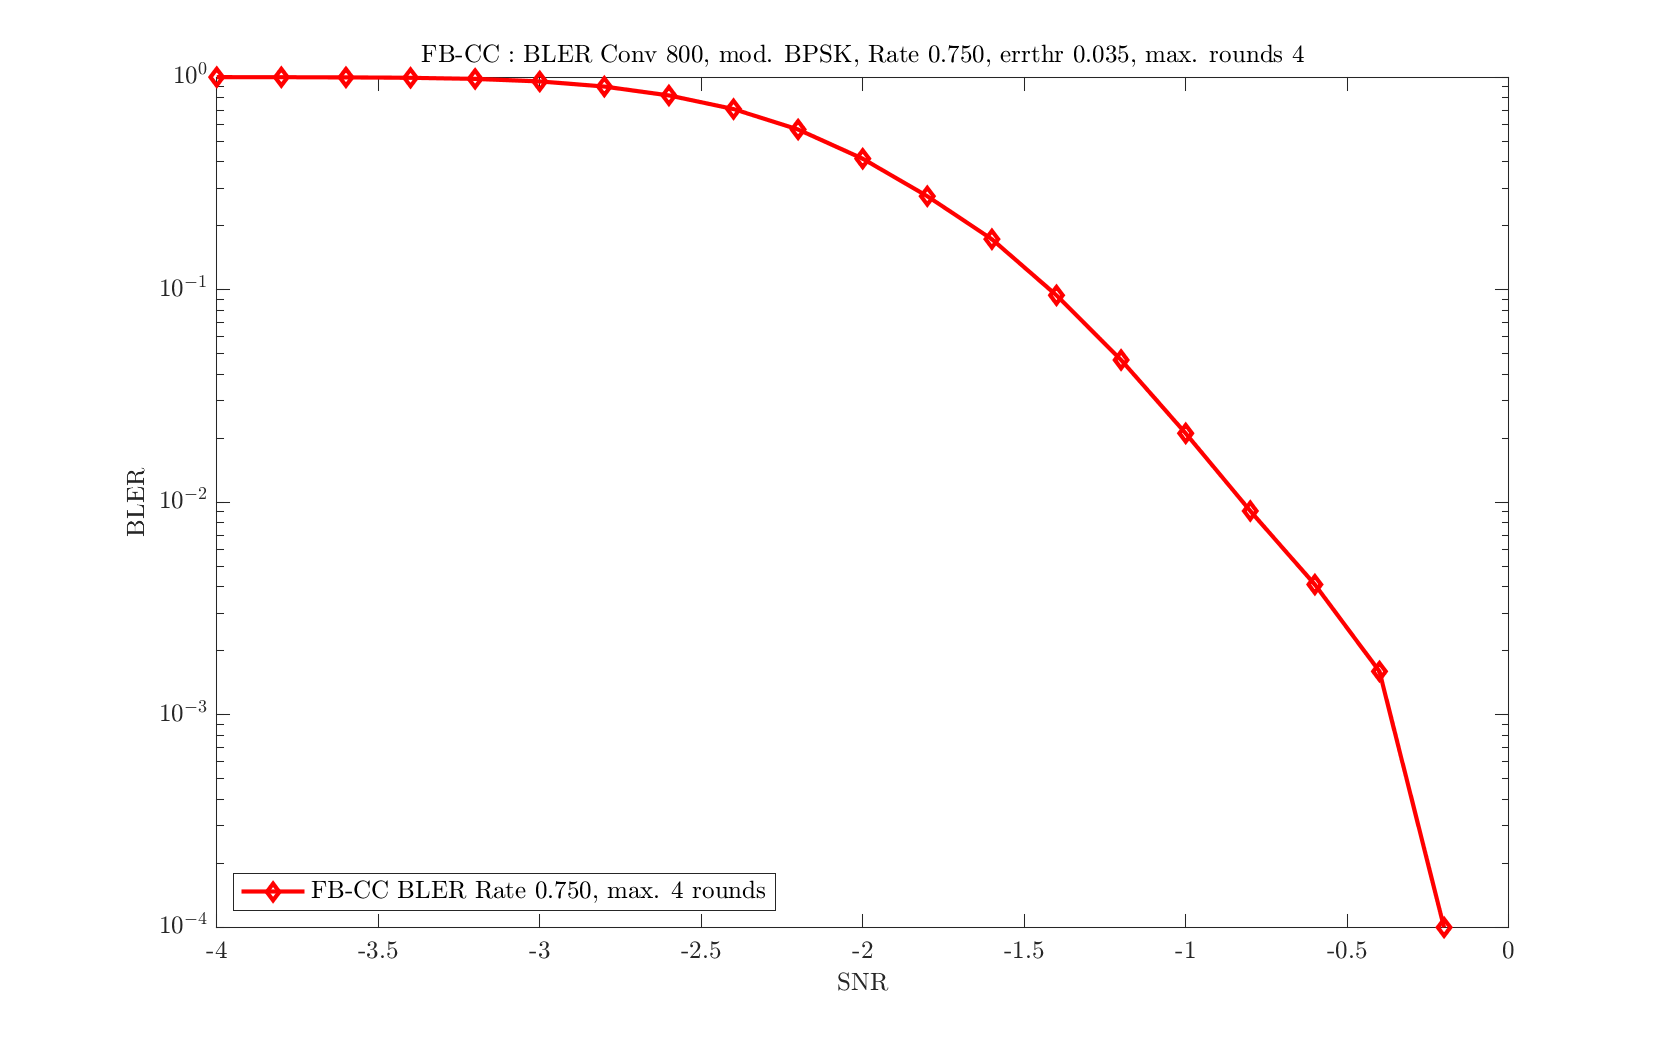 FB-CC : BLER Conv 800, mod. BPSK, Rate 0.750, errthr 0.035, max. rounds 4
10^0
10^-1
10^-2
10^-3
10^-4
BLER
FB-CC BLER Rate 0.750, max. 4 rounds
-4 -3.5 -3 -2.5 -2 -1.5 -1 -0.5 0
SNR